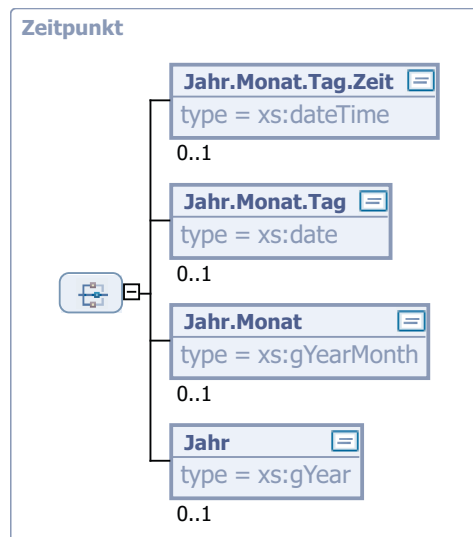 Zeitpunkt
Jahr.Monat.Tag.Zeit
type = xs:dateTime
0..1
Jahr.Monat.Tag
type = xs:date
0..1
Jahr.Monat
type = xs:gYearMonth
0..1
Jahr
type = xs:gYear
0..1